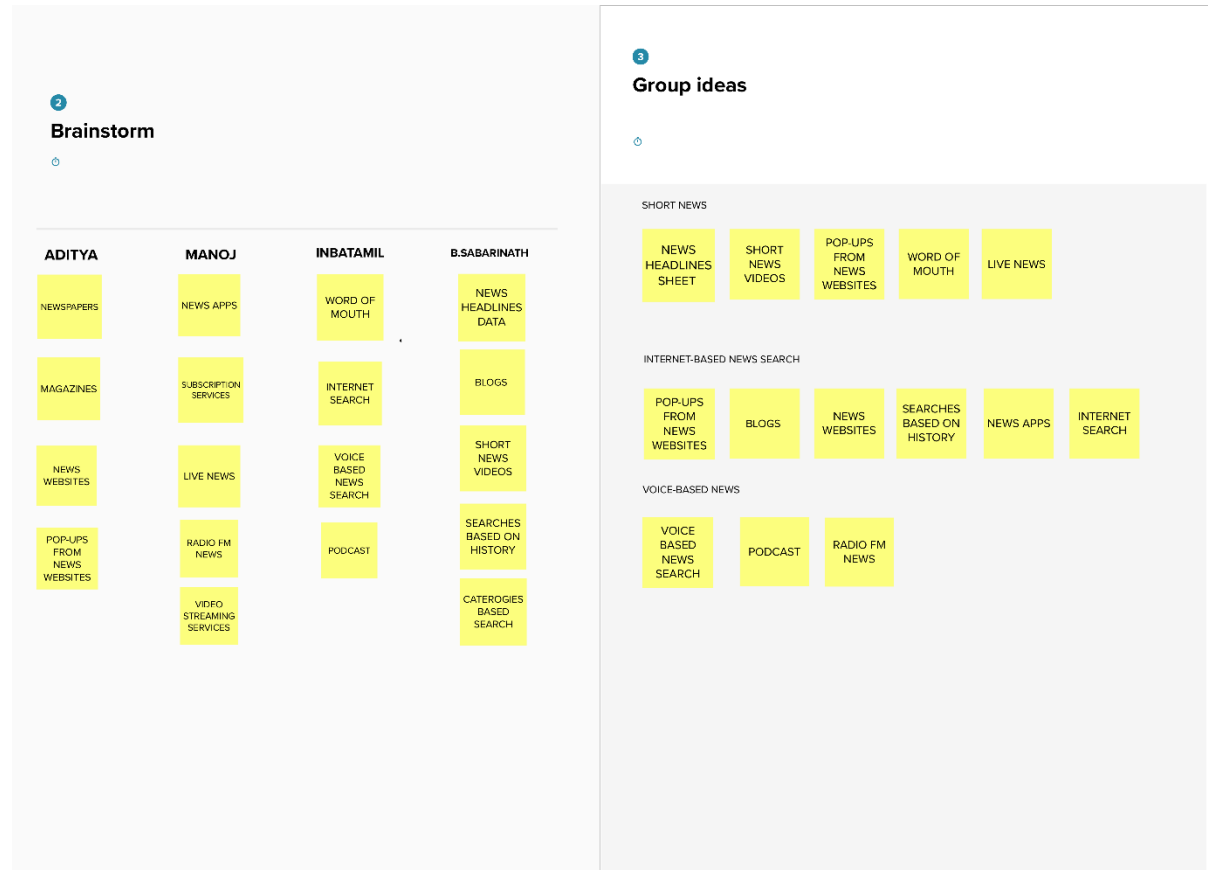 2
Brainstorm
ADITYA
NEWSPAPERS
MAGAZINES
NEWS
WEBSITES
POP-UPS
FROM
NEWS
WEBSITES
MANOJ
NEWS APPS
SUBSCRIPTION
SERVICES
LIVE NEWS
RADIO FM
NEWS
VIDEO
STREAMING
SERVICES
INBATAMIL
WORD OF
MOUTH
INTERNET
SEARCH
VOICE
BASED
NEWS
SEARCH
PODCAST
B.SABARINATH
NEWS
HEADLINES
DATA
BLOGS
SHORT
NEWS
VIDEOS
SEARCHES
BASED ON
HISTORY
CATEROGIES
BASED
SEARCH
3
Group ideas
SHORT NEWS
NEWS
HEADLINES
SHEET
SHORT
NEWS
VIDEOS
POP-UPS
FROM
NEWS
WEBSITES
WORD OF
MOUTH
LIVE NEWS
INTERNET-BASED NEWS SEARCH
POP-UPS
FROM
NEWS
WEBSITES
BLOGS
NEWS
WEBSITES
SEARCHES
BASED ON
HISTORY
NEWS APPS
INTERNET
SEARCH
VOICE-BASED NEWS
VOICE
BASED
NEWS
SEARCH
PODCAST
RADIO FM
NEWS